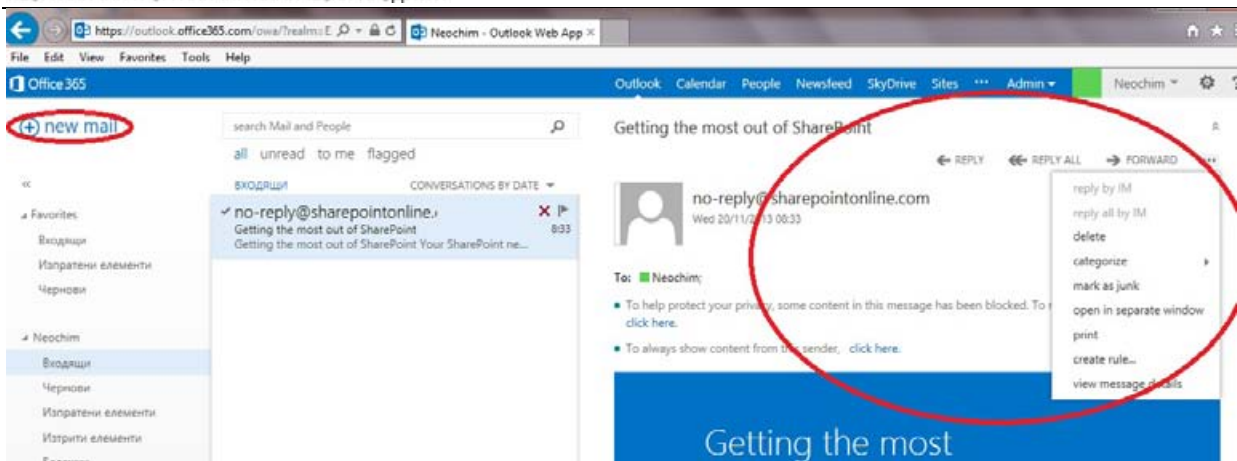 https://outlook.office365.com/owa/?realm=E
Neochim - Outlook Web App
File Edit View Favorites Tools Help
Office 365
Outlook Calendar People Newsfeed SkyDrive Sites ··· Admin Neochim
new mail
search Mail and People
all unread to me flagged
ВХОДЯЩИ CONVERSATIONS BY DATE
no-reply@sharepointonline.
Getting the most out of SharePoint 8:33
Getting the most out of SharePoint Your SharePoint ne...
Favorites
Входящи
Изпратени елементи
Чернови
Neochim
Входящи
Чернови
Изпратени елементи
Изтрити елементи
Getting the most out of SharePoint
REPLY REPLY ALL FORWARD ···
no-reply@sharepointonline.com
Wed 20/11/2013 08:33
To: Neochim;
To help protect your privacy, some content in this message has been blocked. To
click here.
To always show content from this sender, click here.
reply by IM
reply all by IM
delete
categorize
mark as junk
open in separate window
print
create rule...
view message details
Getting the most